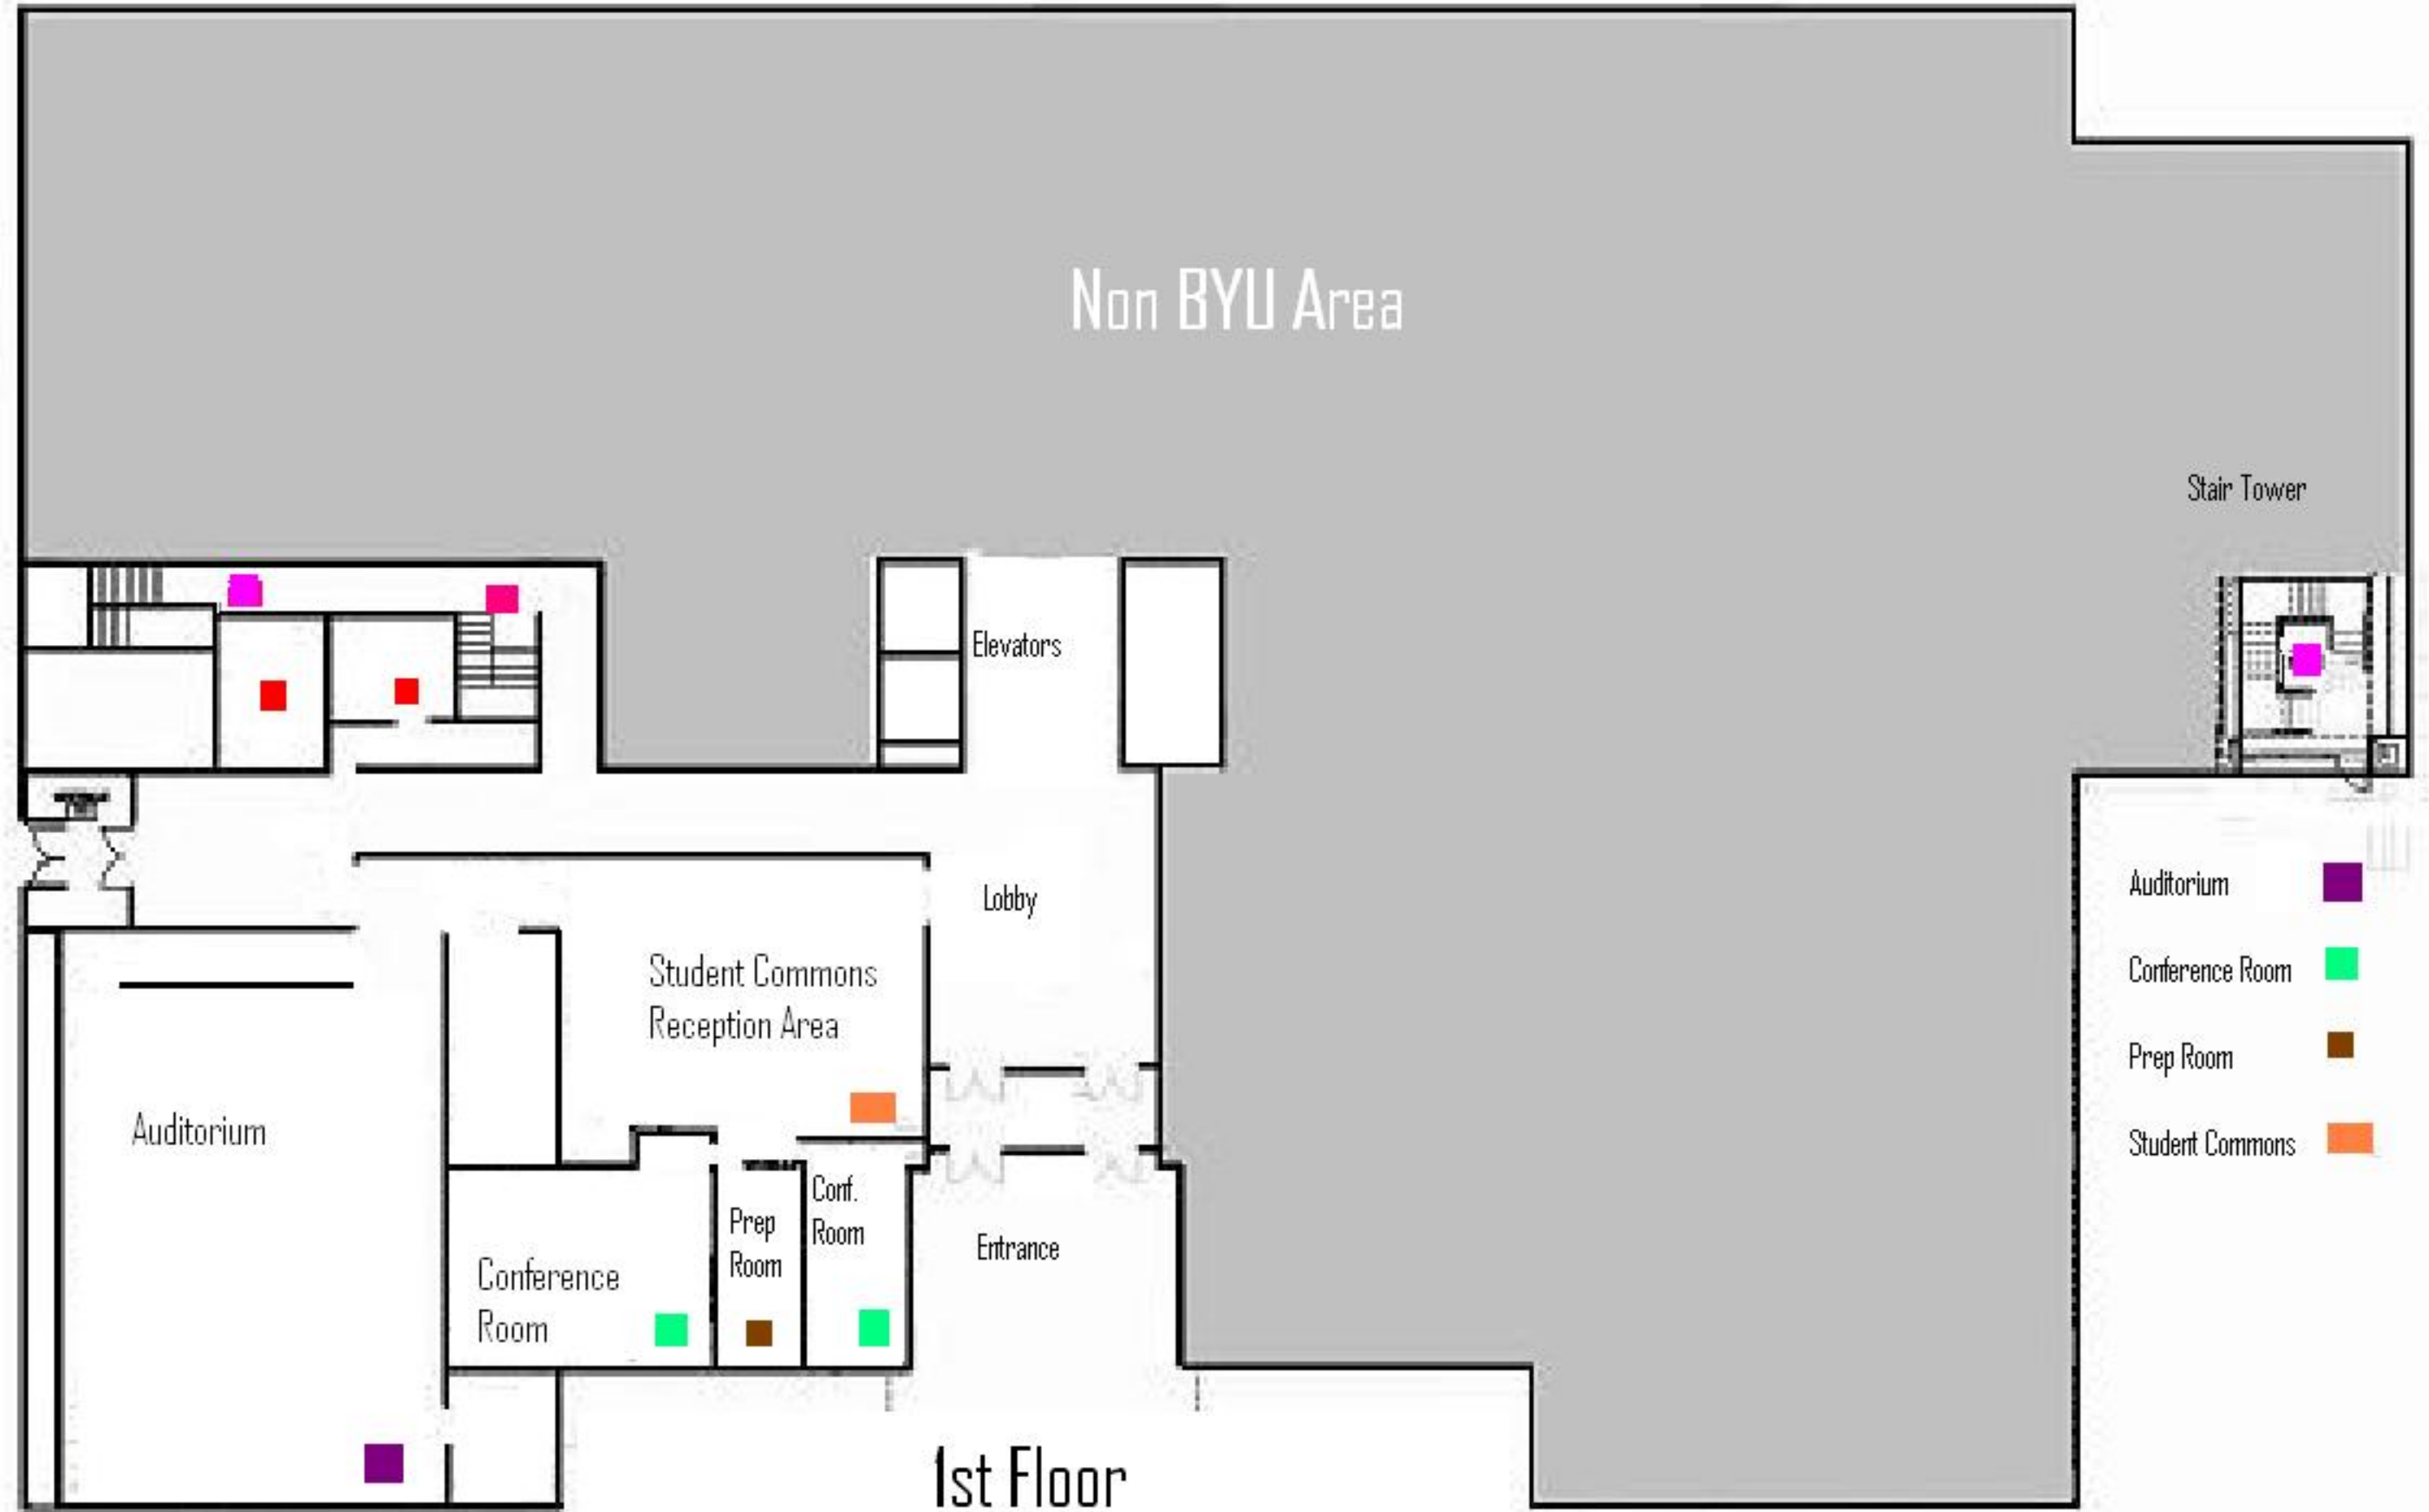 Non BYU Area
Stair Tower
Elevators
Lobby
Auditorium
Student Commons
Reception Area
Conference Room
Prep Room
Auditorium
Student Commons
Conf.
Room
Prep
Room
Entrance
Conference
Room
1st Floor